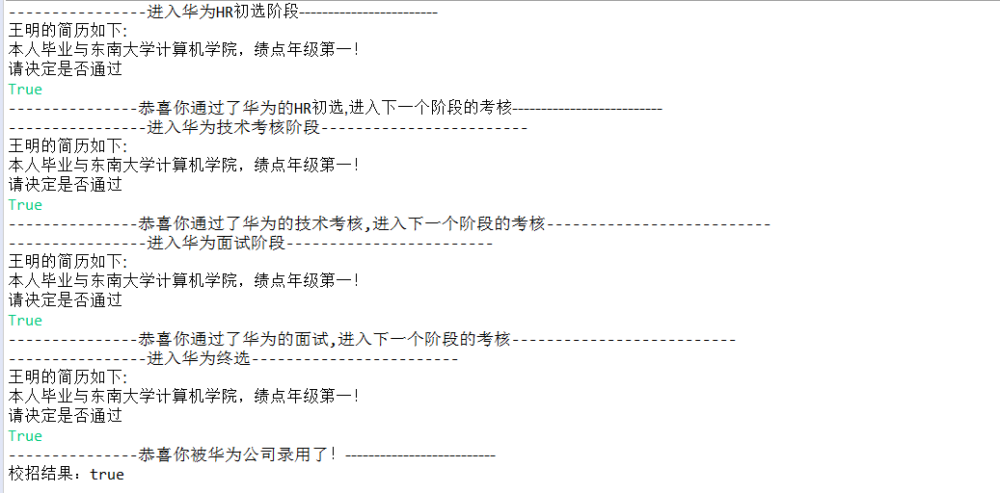 ----------------进入华为HR初选阶段------------------------
王明的简历如下:
本人毕业与东南大学计算机学院，绩点年级第一！
请决定是否通过
True
---------------恭喜你通过了华为的HR初选,进入下一个阶段的考核--------------------------
----------------进入华为技术考核阶段------------------------
王明的简历如下:
本人毕业与东南大学计算机学院，绩点年级第一！
请决定是否通过
True
---------------恭喜你通过了华为的技术考核,进入下一个阶段的考核--------------------------
----------------进入华为面试阶段------------------------
王明的简历如下:
本人毕业与东南大学计算机学院，绩点年级第一！
请决定是否通过
True
---------------恭喜你通过了华为的面试,进入下一个阶段的考核--------------------------
----------------进入华为终选------------------------
王明的简历如下:
本人毕业与东南大学计算机学院，绩点年级第一！
请决定是否通过
True
---------------恭喜你被华为公司录用了！--------------------------
校招结果：true